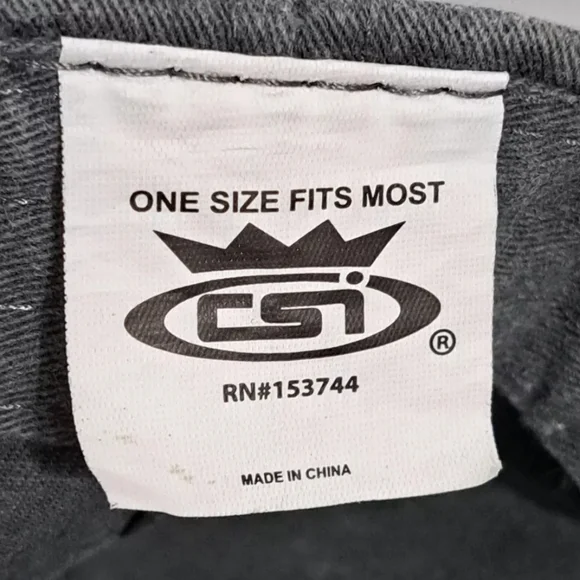 ONE SIZE FITS MOST
CSi
®
RN#153744
MADE IN CHINA